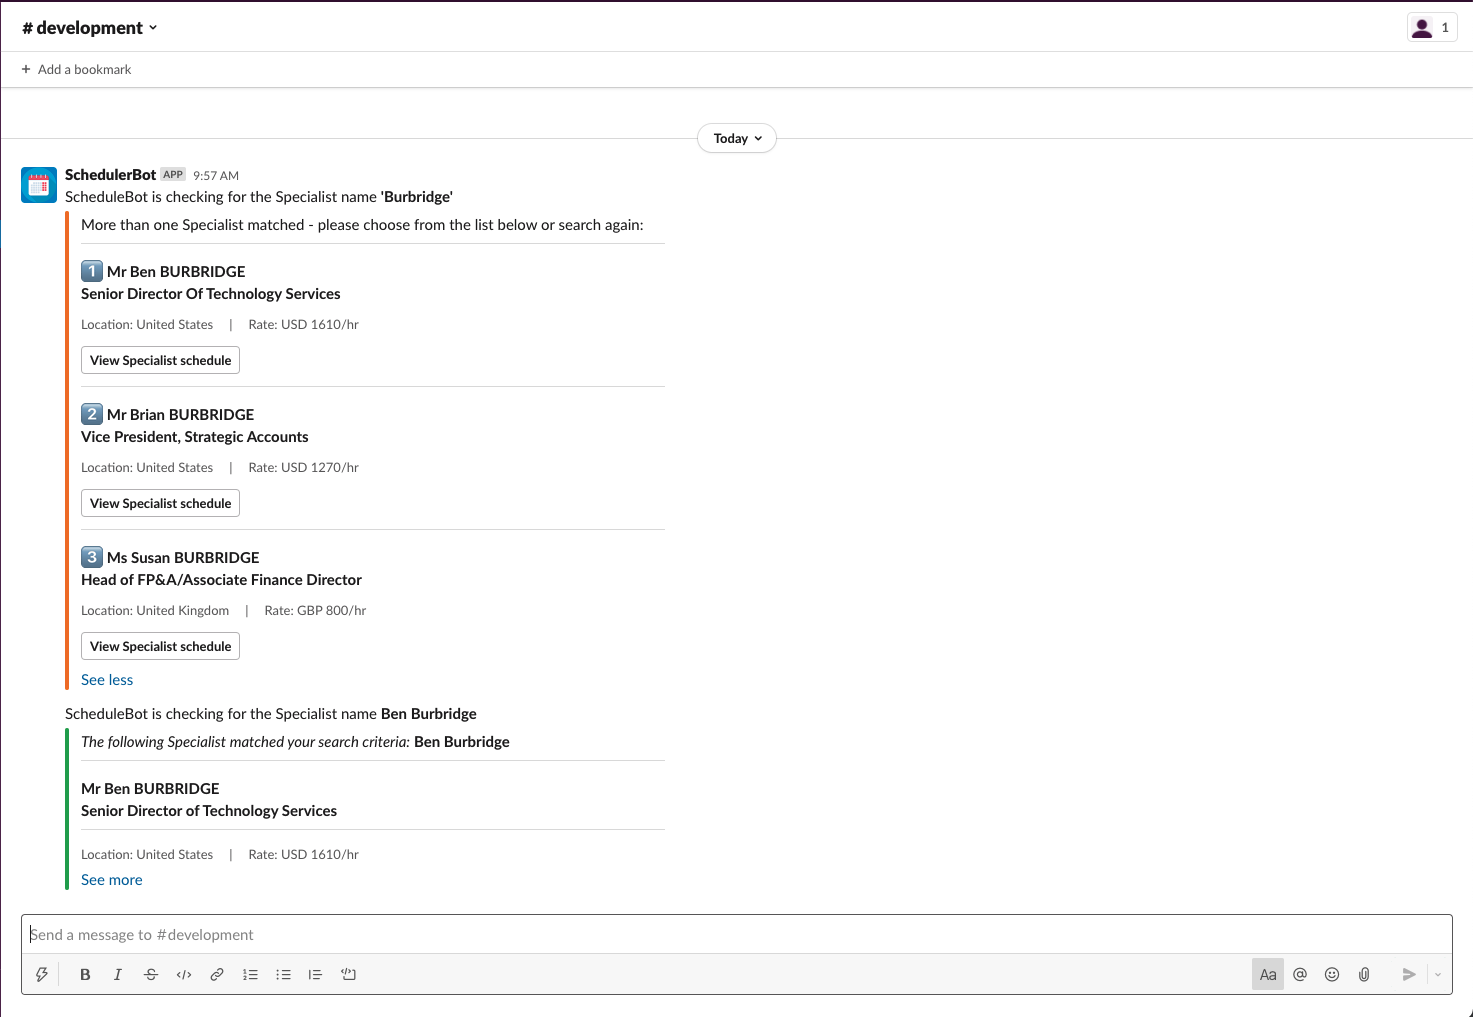 # development
1
+ Add a bookmark
Today
SchedulerBot APP 9:57 AM
ScheduleBot is checking for the Specialist name 'Burbridge'
More than one Specialist matched - please choose from the list below or search again:
1 Mr Ben BURBRIDGE
Senior Director Of Technology Services
Location: United States | Rate: USD 1610/hr
View Specialist schedule
2 Mr Brian BURBRIDGE
Vice President, Strategic Accounts
Location: United States | Rate: USD 1270/hr
View Specialist schedule
3 Ms Susan BURBRIDGE
Head of FP&A/Associate Finance Director
Location: United Kingdom | Rate: GBP 800/hr
View Specialist schedule
See less
ScheduleBot is checking for the Specialist name Ben Burbridge
The following Specialist matched your search criteria: Ben Burbridge
Mr Ben BURBRIDGE
Senior Director of Technology Services
Location: United States | Rate: USD 1610/hr
See more
Send a message to #development
B I S </> Aa @